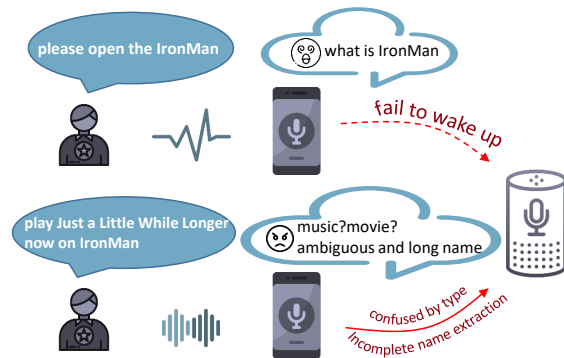 please open the IronMan
what is IronMan
fail to wake up
play Just a Little While Longer
now on IronMan
music?movie?
ambiguous and long name
confused by type
Incomplete name extraction